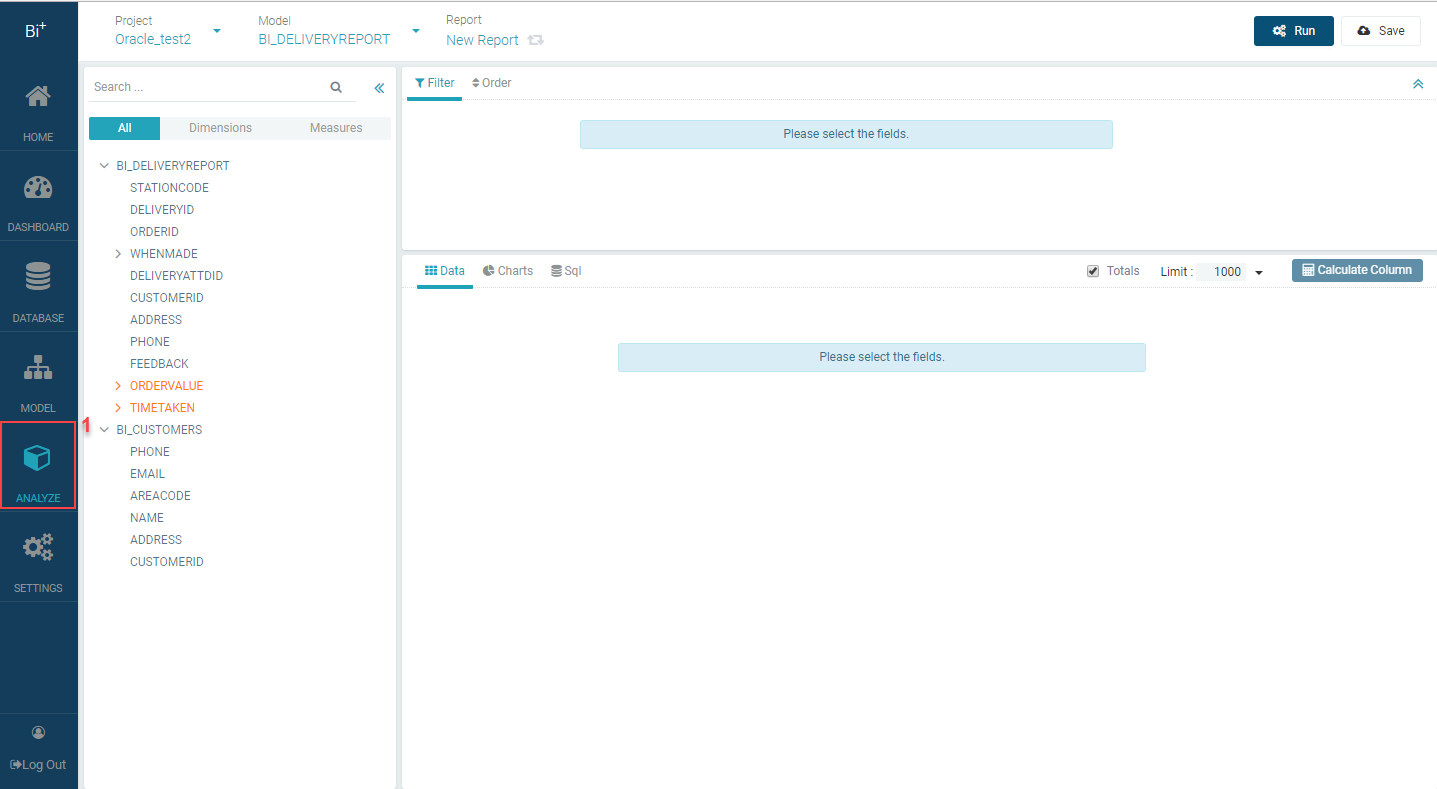 Bi+
HOME
DASHBOARD
DATABASE
MODEL
ANALYZE
1
SETTINGS
Log Out
Project
Oracle_test2
Model
BI_DELIVERYREPORT
Report
New Report
Run
Save
Search ...
All Dimensions Measures
BI_DELIVERYREPORT
STATIONCODE
DELIVERYID
ORDERID
WHENMADE
DELIVERYATTDID
CUSTOMERID
ADDRESS
PHONE
FEEDBACK
ORDERVALUE
TIMETAKEN
BI_CUSTOMERS
PHONE
EMAIL
AREACODE
NAME
ADDRESS
CUSTOMERID
Filter Order
Please select the fields.
Data Charts Sql
Totals Limit : 1000 Calculate Column
Please select the fields.